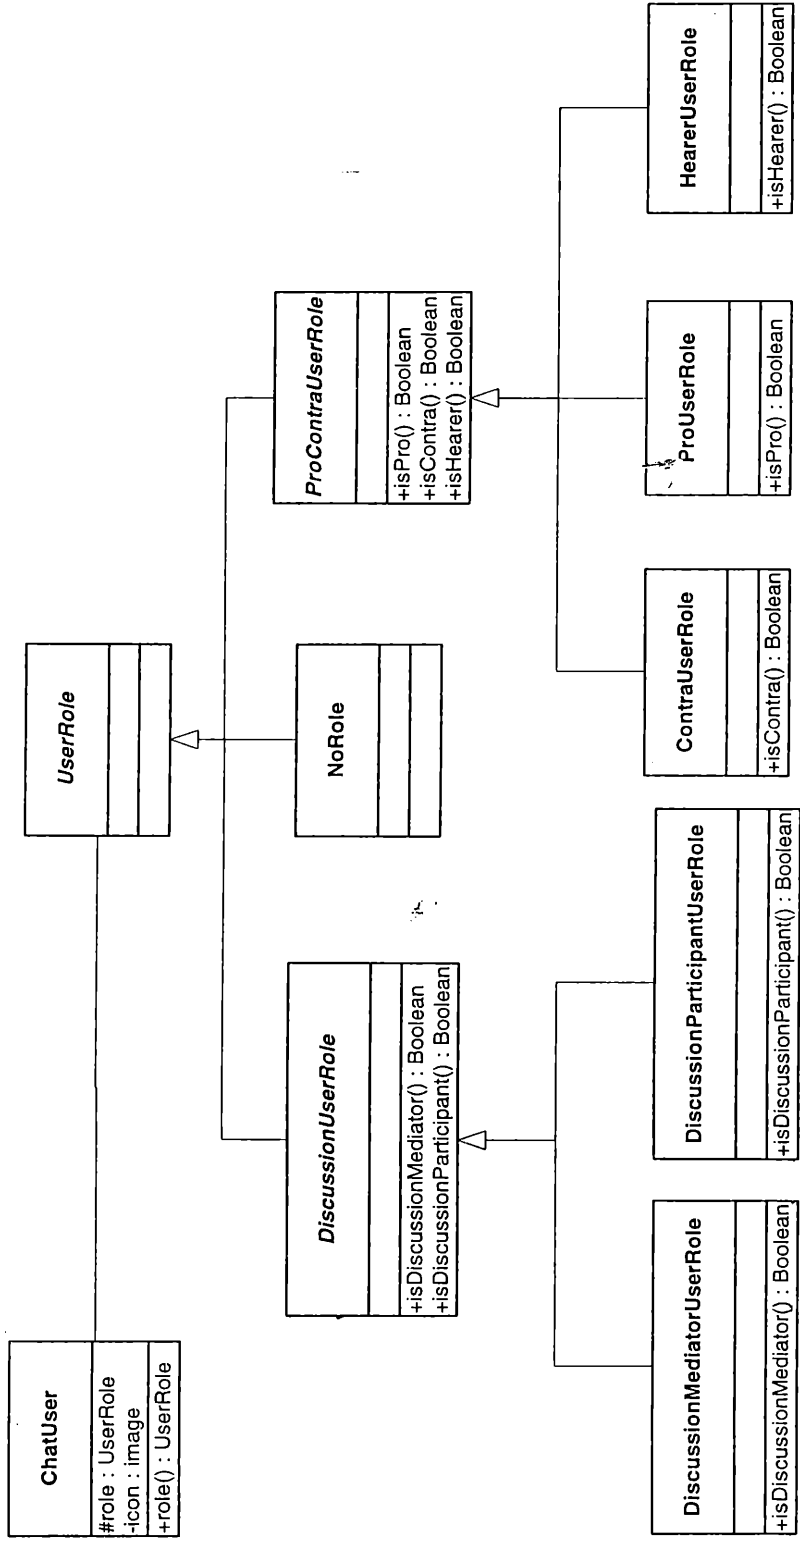 ChatUser
#role : UserRole
-icon : image
+role() : UserRole
UserRole
DiscussionUserRole
+isDiscussionMediator() : Boolean
+isDiscussionParticipant() : Boolean
NoRole
ProContraUserRole
+isPro() : Boolean
+isContra() : Boolean
+isHearer() : Boolean
DiscussionMediatorUserRole
+isDiscussionMediator() : Boolean
DiscussionParticipantUserRole
+isDiscussionParticipant() : Boolean
ContraUserRole
+isContra() : Boolean
ProUserRole
+isPro() : Boolean
HearerUserRole
+isHearer() : Boolean